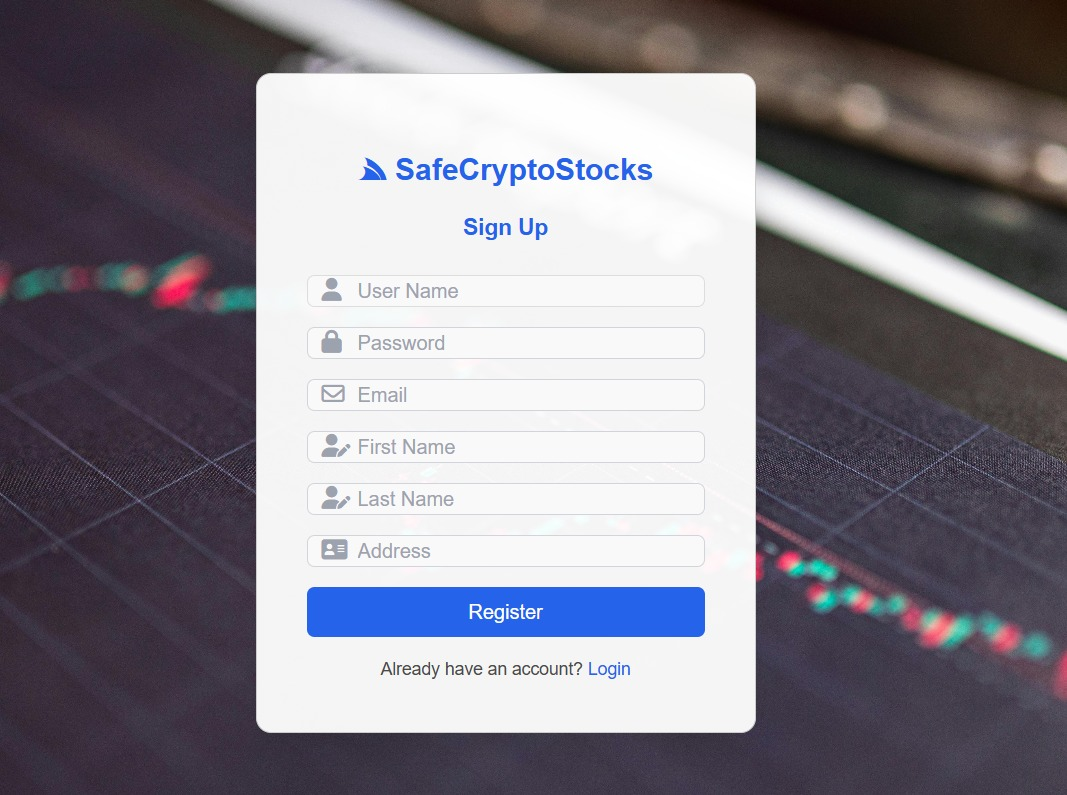 SafeCryptoStocks
Sign Up
User Name
Password
Email
First Name
Last Name
Address
Register
Already have an account? Login